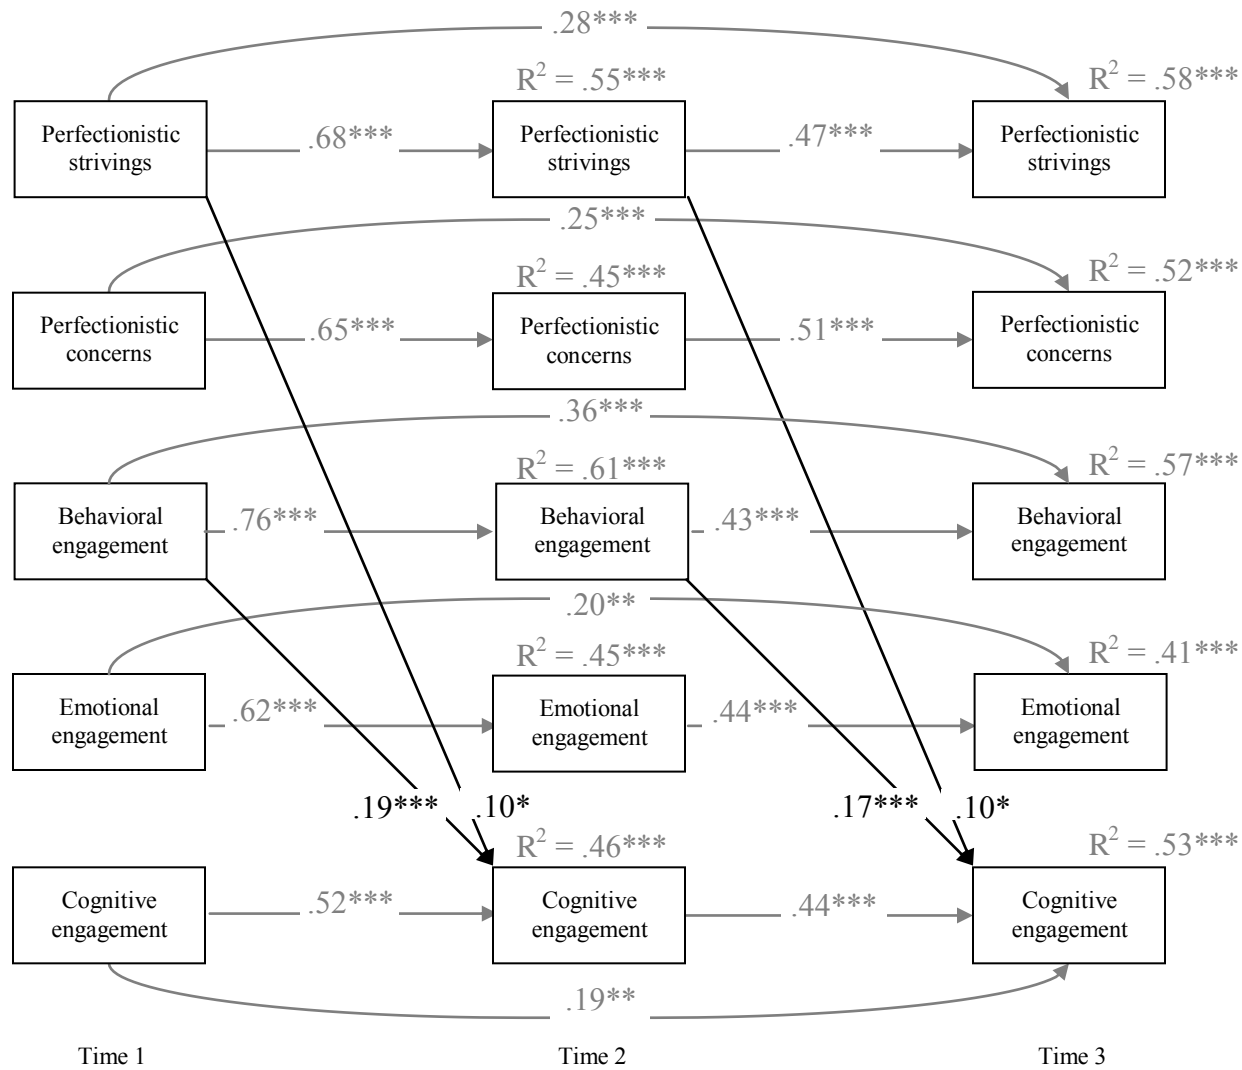 .28***
R² = .55***
R² = .58***
Perfectionistic
strivings
.68***
Perfectionistic
strivings
.47***
Perfectionistic
strivings
.25***
R² = .45***
R² = .52***
Perfectionistic
concerns
.65***
Perfectionistic
concerns
.51***
Perfectionistic
concerns
.36***
R² = .61***
R² = .57***
Behavioral
engagement
.76***
Behavioral
engagement
.43***
Behavioral
engagement
.20**
R² = .45***
R² = .41***
Emotional
engagement
.62***
Emotional
engagement
.44***
Emotional
engagement
.19***
.10*
.17***
.10*
R² = .46***
R² = .53***
Cognitive
engagement
.52***
Cognitive
engagement
.44***
Cognitive
engagement
.19**
Time 1
Time 2
Time 3